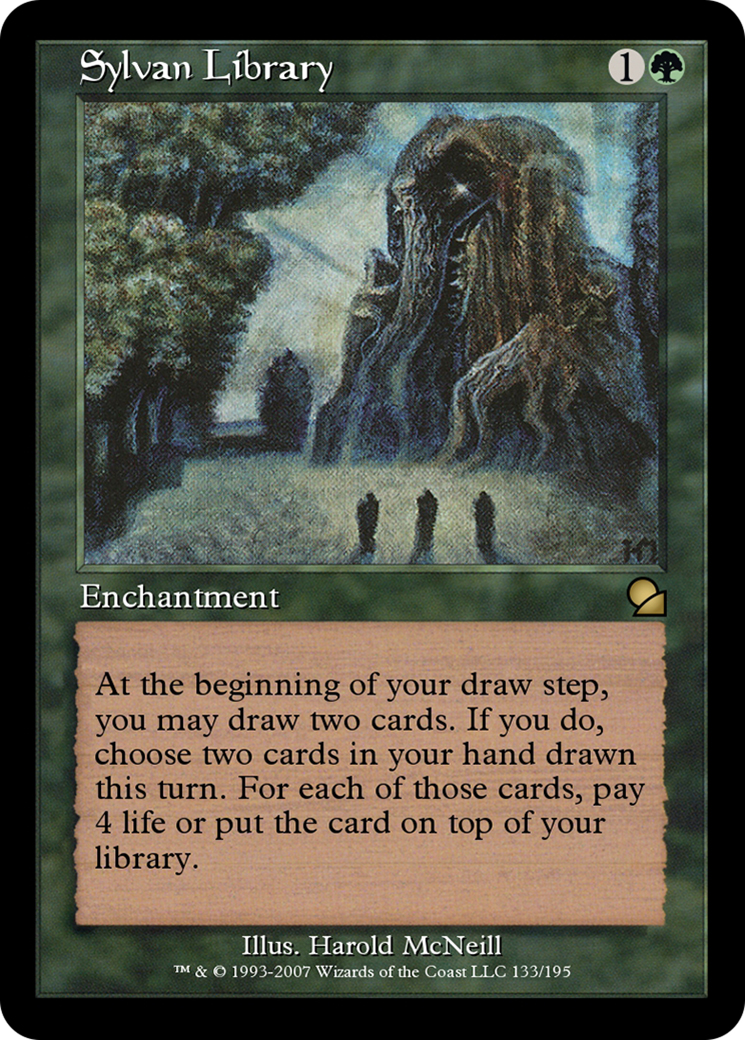 Sylvan Library 1
Enchantment
At the beginning of your draw step,
you may draw two cards. If you do,
choose two cards in your hand drawn
this turn. For each of those cards, pay
4 life or put the card on top of your
library.
Illus. Harold McNeill
™ & © 1993-2007 Wizards of the Coast LLC 133/195